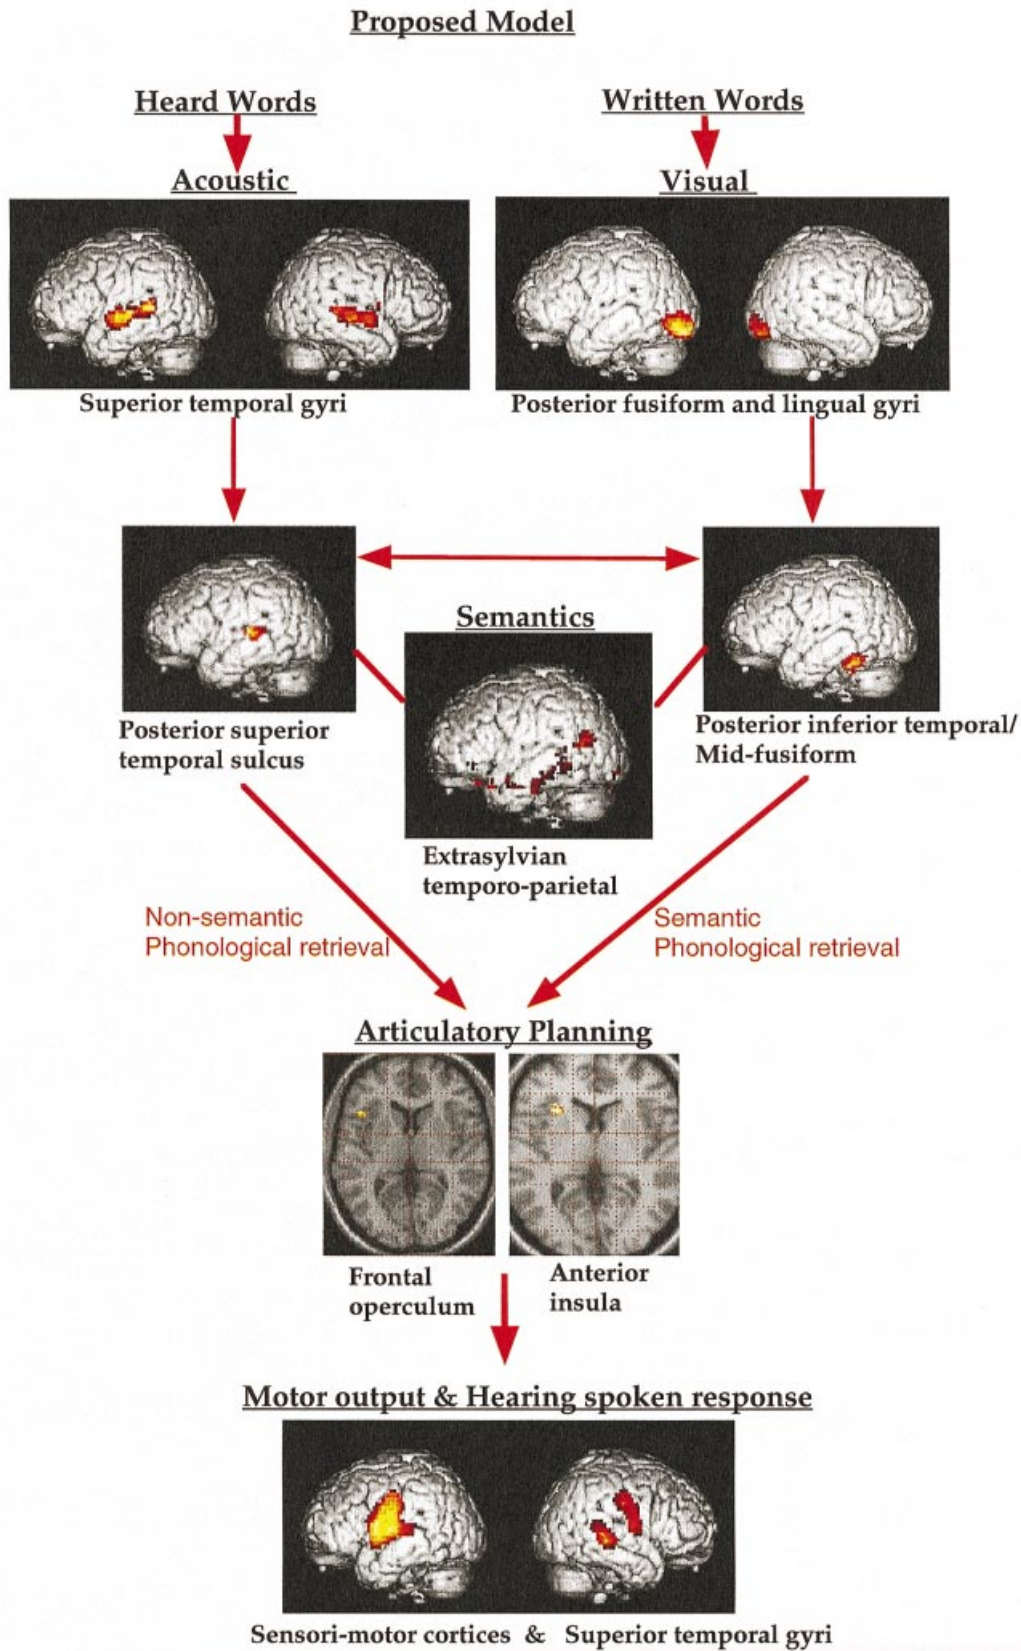 Proposed Model
Heard Words
Written Words
Acoustic
Visual
Superior temporal gyri
Posterior fusiform and lingual gyri
Semantics
Posterior superior
temporal sulcus
Posterior inferior temporal/
Mid-fusiform
Extrasylvian
temporo-parietal
Non-semantic
Phonological retrieval
Semantic
Phonological retrieval
Articulatory Planning
Frontal
operculum
Anterior
insula
Motor output & Hearing spoken response
Sensori-motor cortices & Superior temporal gyri